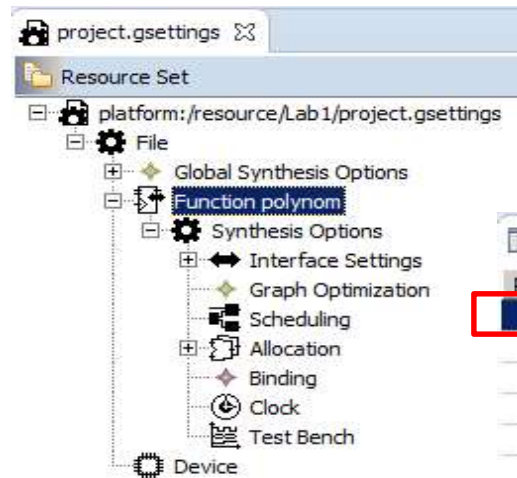 project.gsettings
Resource Set
platform:/resource/Lab1/project.gsettings
File
Global Synthesis Options
Function polynom
Synthesis Options
Interface Settings
Graph Optimization
Scheduling
Allocation
Binding
Clock
Test Bench
Device